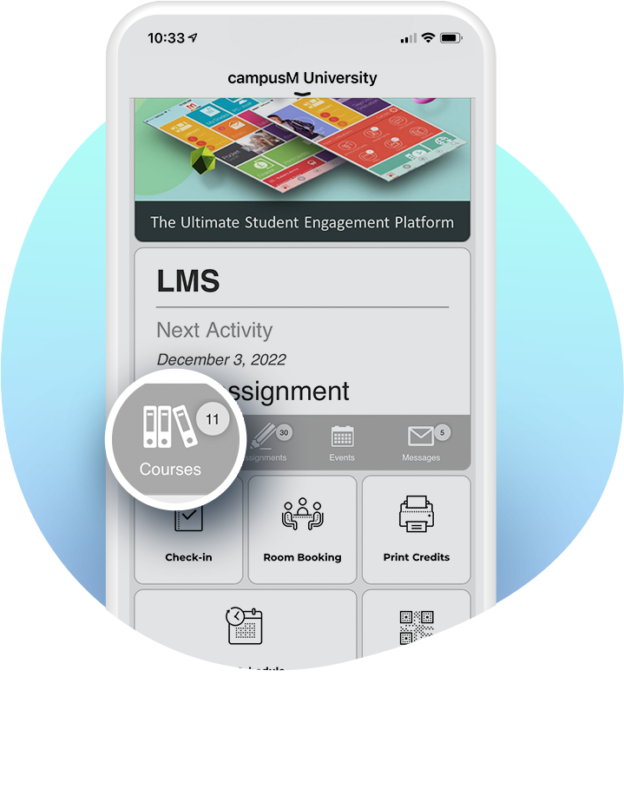 10:33
campusM University
The Ultimate Student Engagement Platform
LMS
Next Activity
December 3, 2022
ssignment
11
Courses
30
ssignments
Events
5
Messages
Check-in
Room Booking
Print Credits